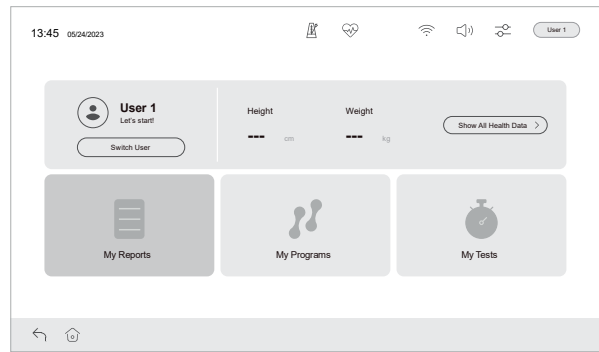 13:45 05/24/2023 User 1
User 1
Let's start!
Switch User
Height Weight
--- cm --- kg
Show All Health Data
My Reports My Programs My Tests